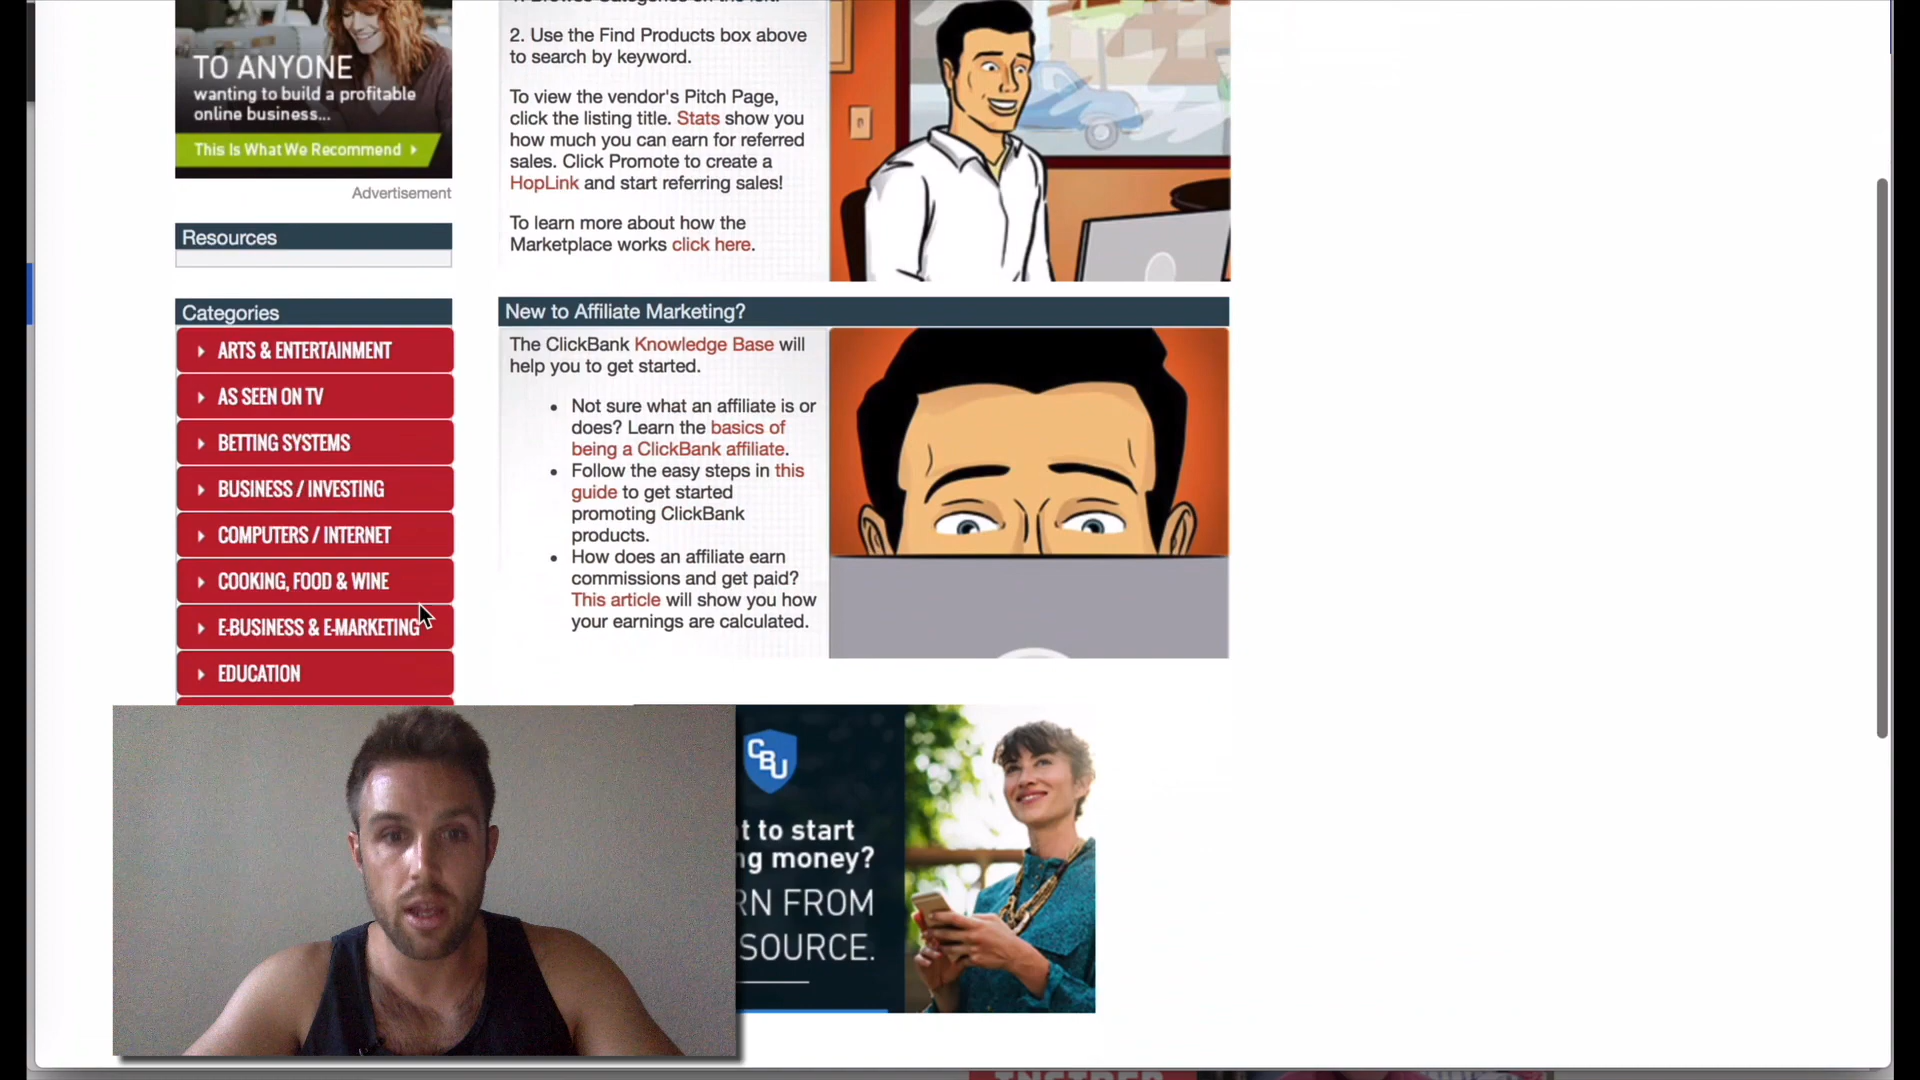 TO ANYONE
wanting to build a profitable
online business...
This Is What We Recommend
Advertisement
Resources
Categories
ARTS & ENTERTAINMENT
AS SEEN ON TV
BETTING SYSTEMS
BUSINESS / INVESTING
COMPUTERS / INTERNET
COOKING, FOOD & WINE
E-BUSINESS & E-MARKETING
EDUCATION
2. Use the Find Products box above
to search by keyword.
To view the vendor's Pitch Page,
click the listing title. Stats show you
how much you can earn for referred
sales. Click Promote to create a
HopLink and start referring sales!
To learn more about how the
Marketplace works click here.
New to Affiliate Marketing?
The ClickBank Knowledge Base will
help you to get started.
• Not sure what an affiliate is or
does? Learn the basics of
being a ClickBank affiliate.
• Follow the easy steps in this
guide to get started
promoting ClickBank
products.
• How does an affiliate earn
commissions and get paid?
This article will show you how
your earnings are calculated.
CBU
t to start
ng money?
RN FROM
SOURCE.